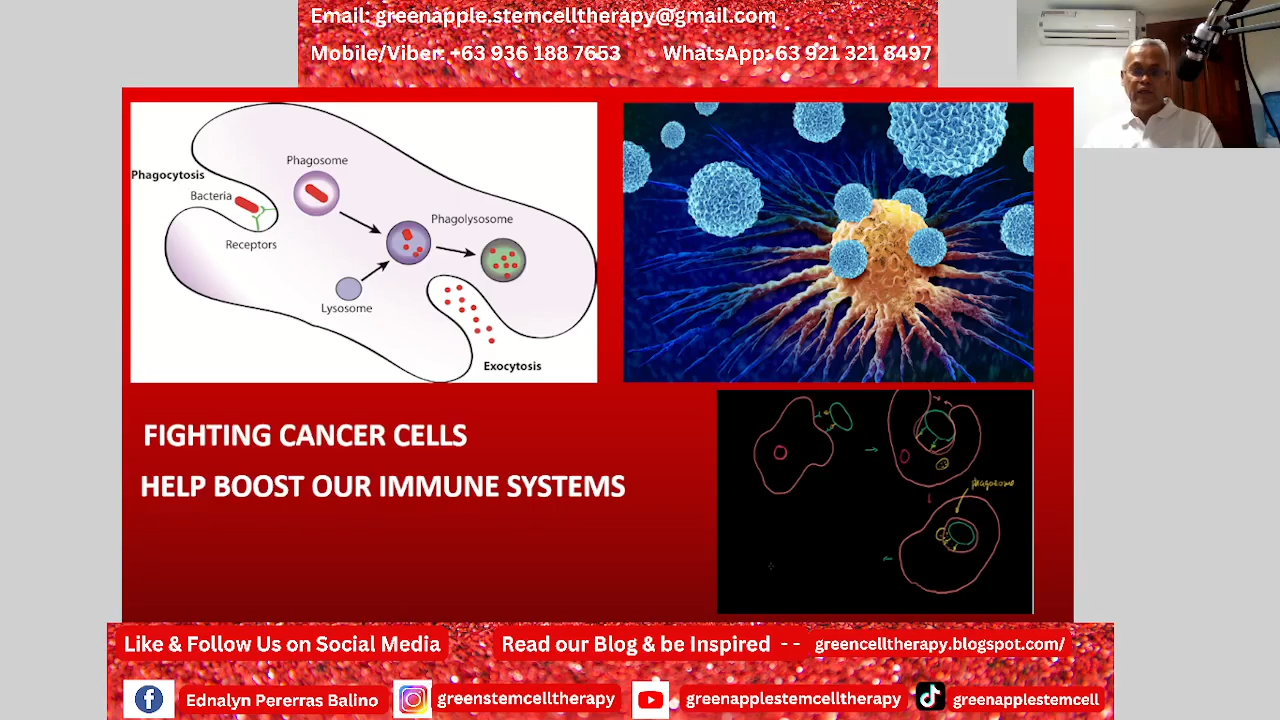 Email: greenapple.stemcelltherapy@gmail.com
Mobile/Viber: +63 936 188 7653 WhatsApp: 63 921 321 8497
Phagosome
Phagocytosis
Bacteria
Receptors
Phagolysosome
Lysosome
Exocytosis
FIGHTING CANCER CELLS
HELP BOOST OUR IMMUNE SYSTEMS
phagozome
Like & Follow Us on Social Media
Read our Blog & be Inspired -- greencelltherapy.blogspot.com/
Ednalyn Pererras Balino
greenstemcelltherapy
greenapplestemcelltherapy
greenapplestemcell